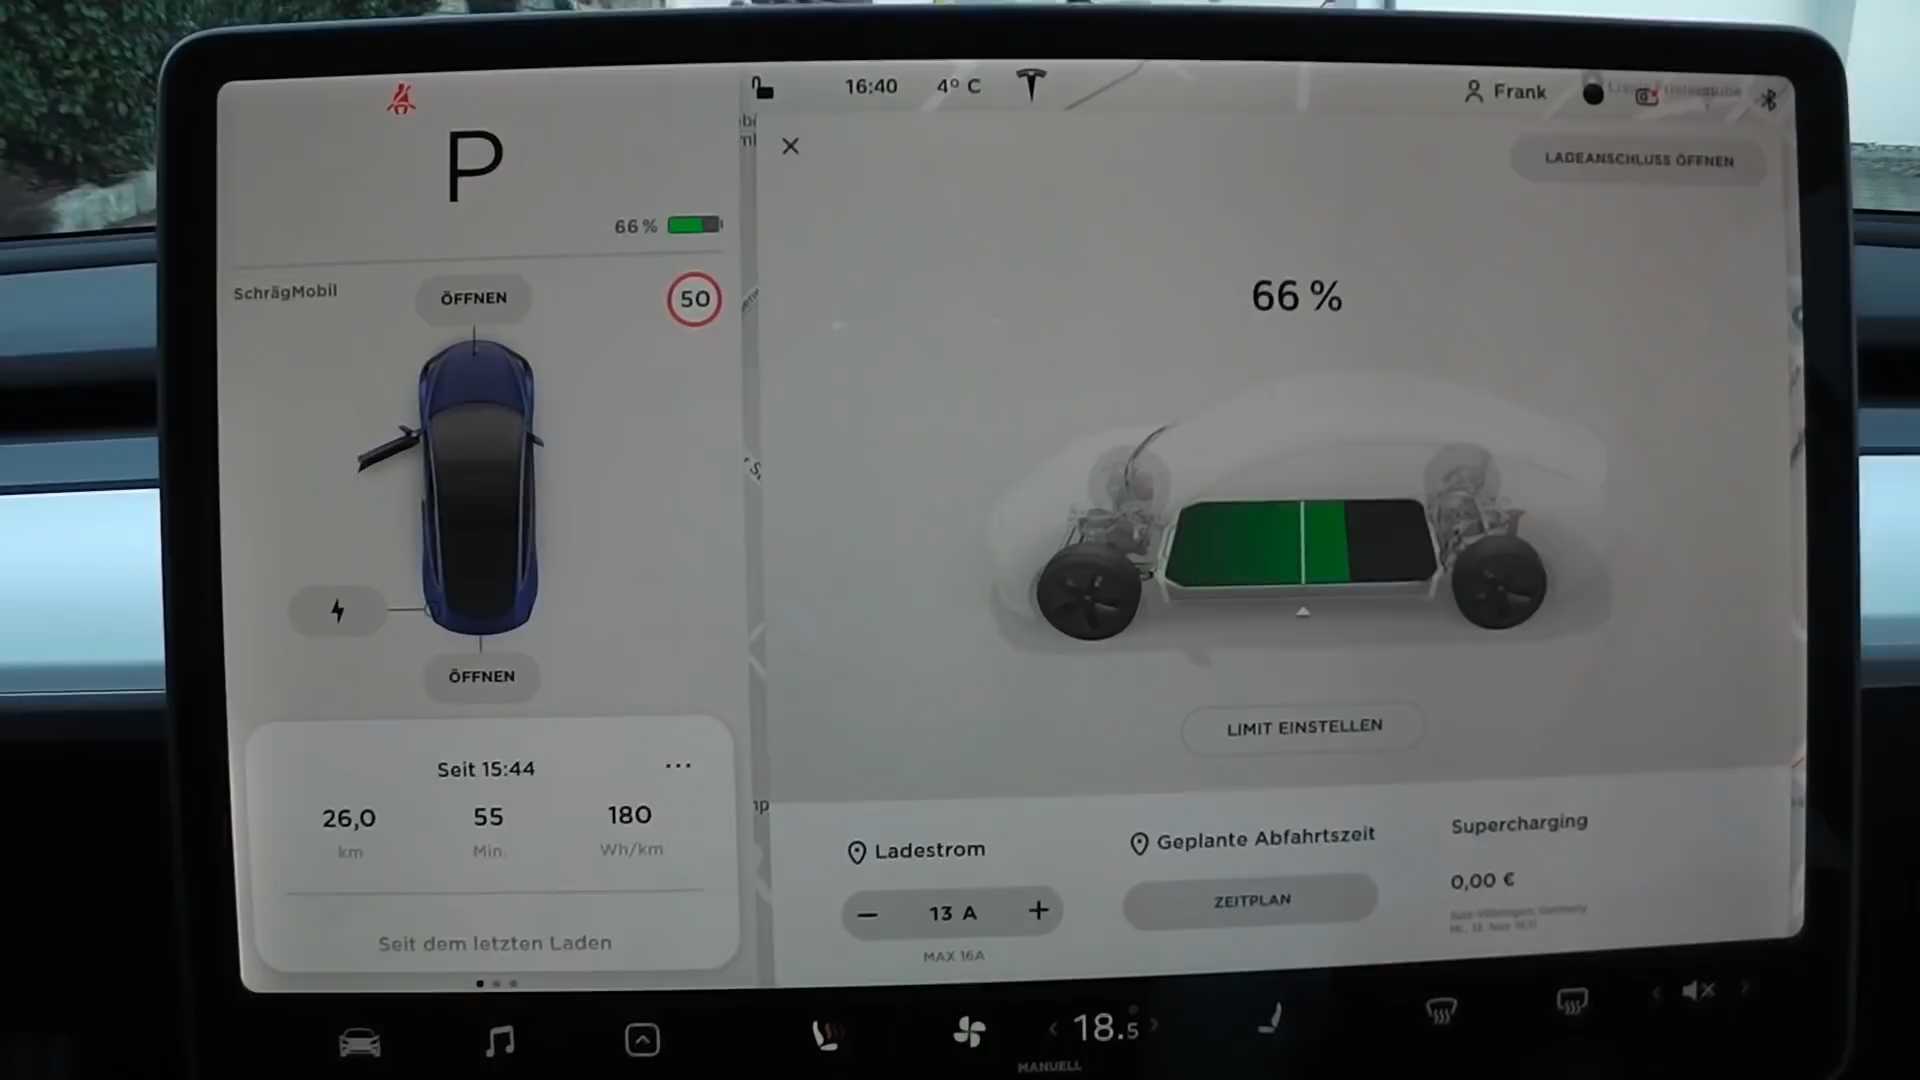 16:40
4° C
Frank
P
66 %
SchrägMobil
ÖFFNEN
50
ÖFFNEN
Seit 15:44
...
26,0
55
180
km
Min.
Wh/km
Seit dem letzten Laden
LADEANSCHLUSS ÖFFNEN
66 %
LIMIT EINSTELLEN
Ladestrom
13 A
MAX 16A
Geplante Abfahrtszeit
ZEITPLAN
Supercharging
0,00 €
18.5
MANUELL